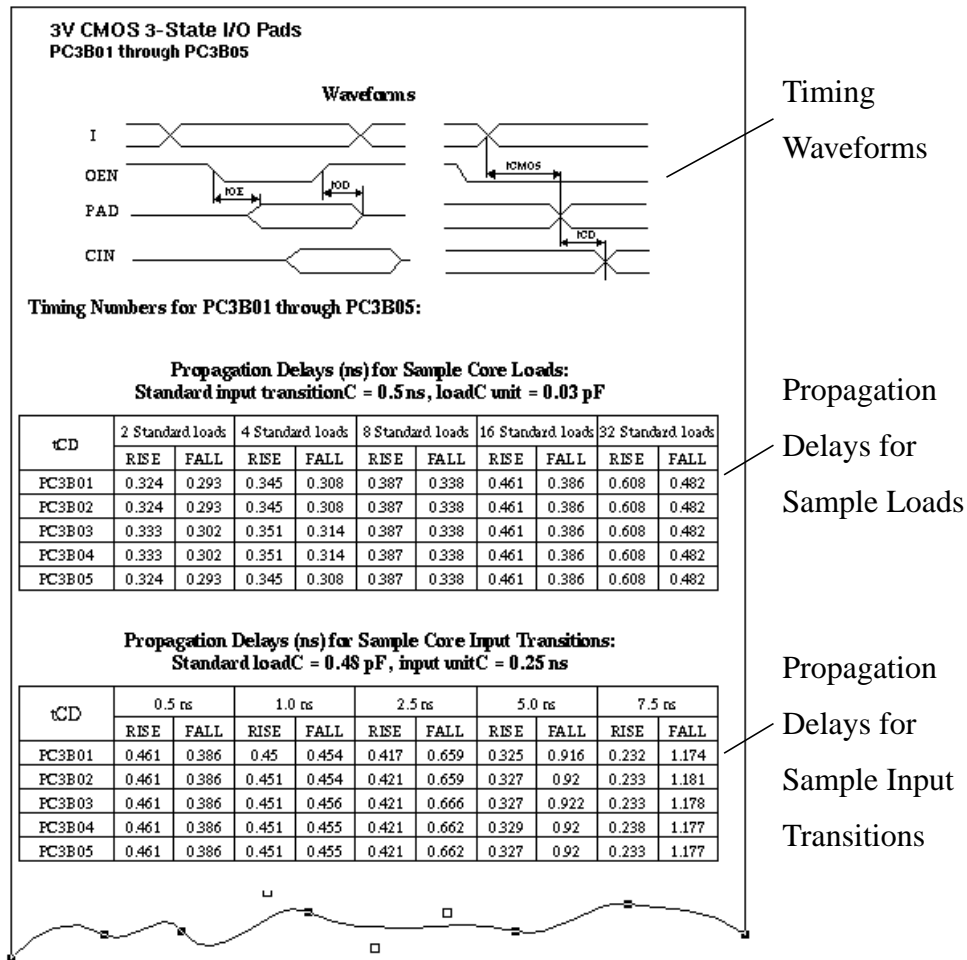 3V CMOS 3-State I/O Pads
PC3B01 through PC3B05
Waveforms
I
OEN
tOE
tOD
tCMOS
PAD
tCD
CIN
Timing
Waveforms
Timing Numbers for PC3B01 through PC3B05:
Propagation Delays (ns) for Sample Core Loads:
Standard input transitionC = 0.5 ns, loadC unit = 0.03 pF
tCD 2 Standard loads 4 Standard loads 8 Standard loads 16 Standard loads 32 Standard loads
RISE FALL RISE FALL RISE FALL RISE FALL RISE FALL
PC3B01 0.324 0.293 0.345 0.308 0.387 0.338 0.461 0.386 0.608 0.482
PC3B02 0.324 0.293 0.345 0.308 0.387 0.338 0.461 0.386 0.608 0.482
PC3B03 0.333 0.302 0.351 0.314 0.387 0.338 0.461 0.386 0.608 0.482
PC3B04 0.333 0.302 0.351 0.314 0.387 0.338 0.461 0.386 0.608 0.482
PC3B05 0.324 0.293 0.345 0.308 0.387 0.338 0.461 0.386 0.608 0.482
Propagation
Delays for
Sample Loads
Propagation Delays (ns) for Sample Core Input Transitions:
Standard loadC = 0.48 pF, input unitC = 0.25 ns
tCD 0.5 ns 1.0 ns 2.5 ns 5.0 ns 7.5 ns
RISE FALL RISE FALL RISE FALL RISE FALL RISE FALL
PC3B01 0.461 0.386 0.45 0.454 0.417 0.659 0.325 0.916 0.232 1.174
PC3B02 0.461 0.386 0.451 0.454 0.421 0.659 0.327 0.92 0.233 1.181
PC3B03 0.461 0.386 0.451 0.456 0.421 0.666 0.327 0.922 0.233 1.178
PC3B04 0.461 0.386 0.451 0.455 0.421 0.662 0.329 0.92 0.238 1.177
PC3B05 0.461 0.386 0.451 0.455 0.421 0.662 0.327 0.92 0.233 1.177
Propagation
Delays for
Sample Input
Transitions